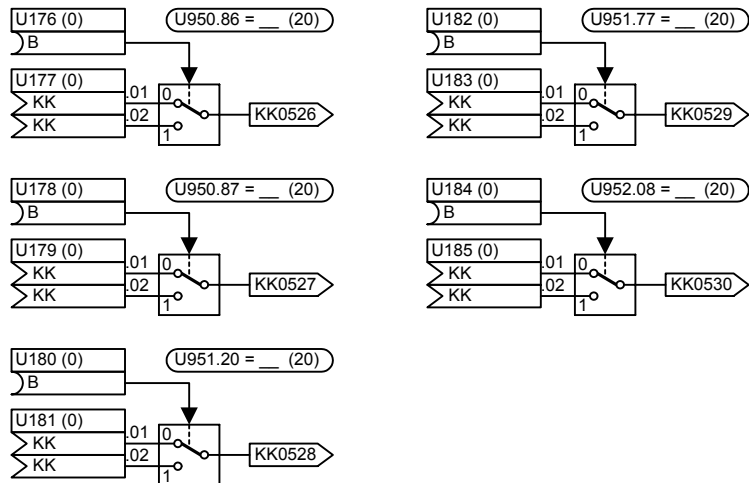 U176 (0)
U950.86 = __ (20)
B
U177 (0)
KK
.01
0
KK
.02
1
KK0526
U182 (0)
U951.77 = __ (20)
B
U183 (0)
KK
.01
0
KK
.02
1
KK0529
U178 (0)
U950.87 = __ (20)
B
U179 (0)
KK
.01
0
KK
.02
1
KK0527
U184 (0)
U952.08 = __ (20)
B
U185 (0)
KK
.01
0
KK
.02
1
KK0530
U180 (0)
U951.20 = __ (20)
B
U181 (0)
KK
.01
0
KK
.02
1
KK0528